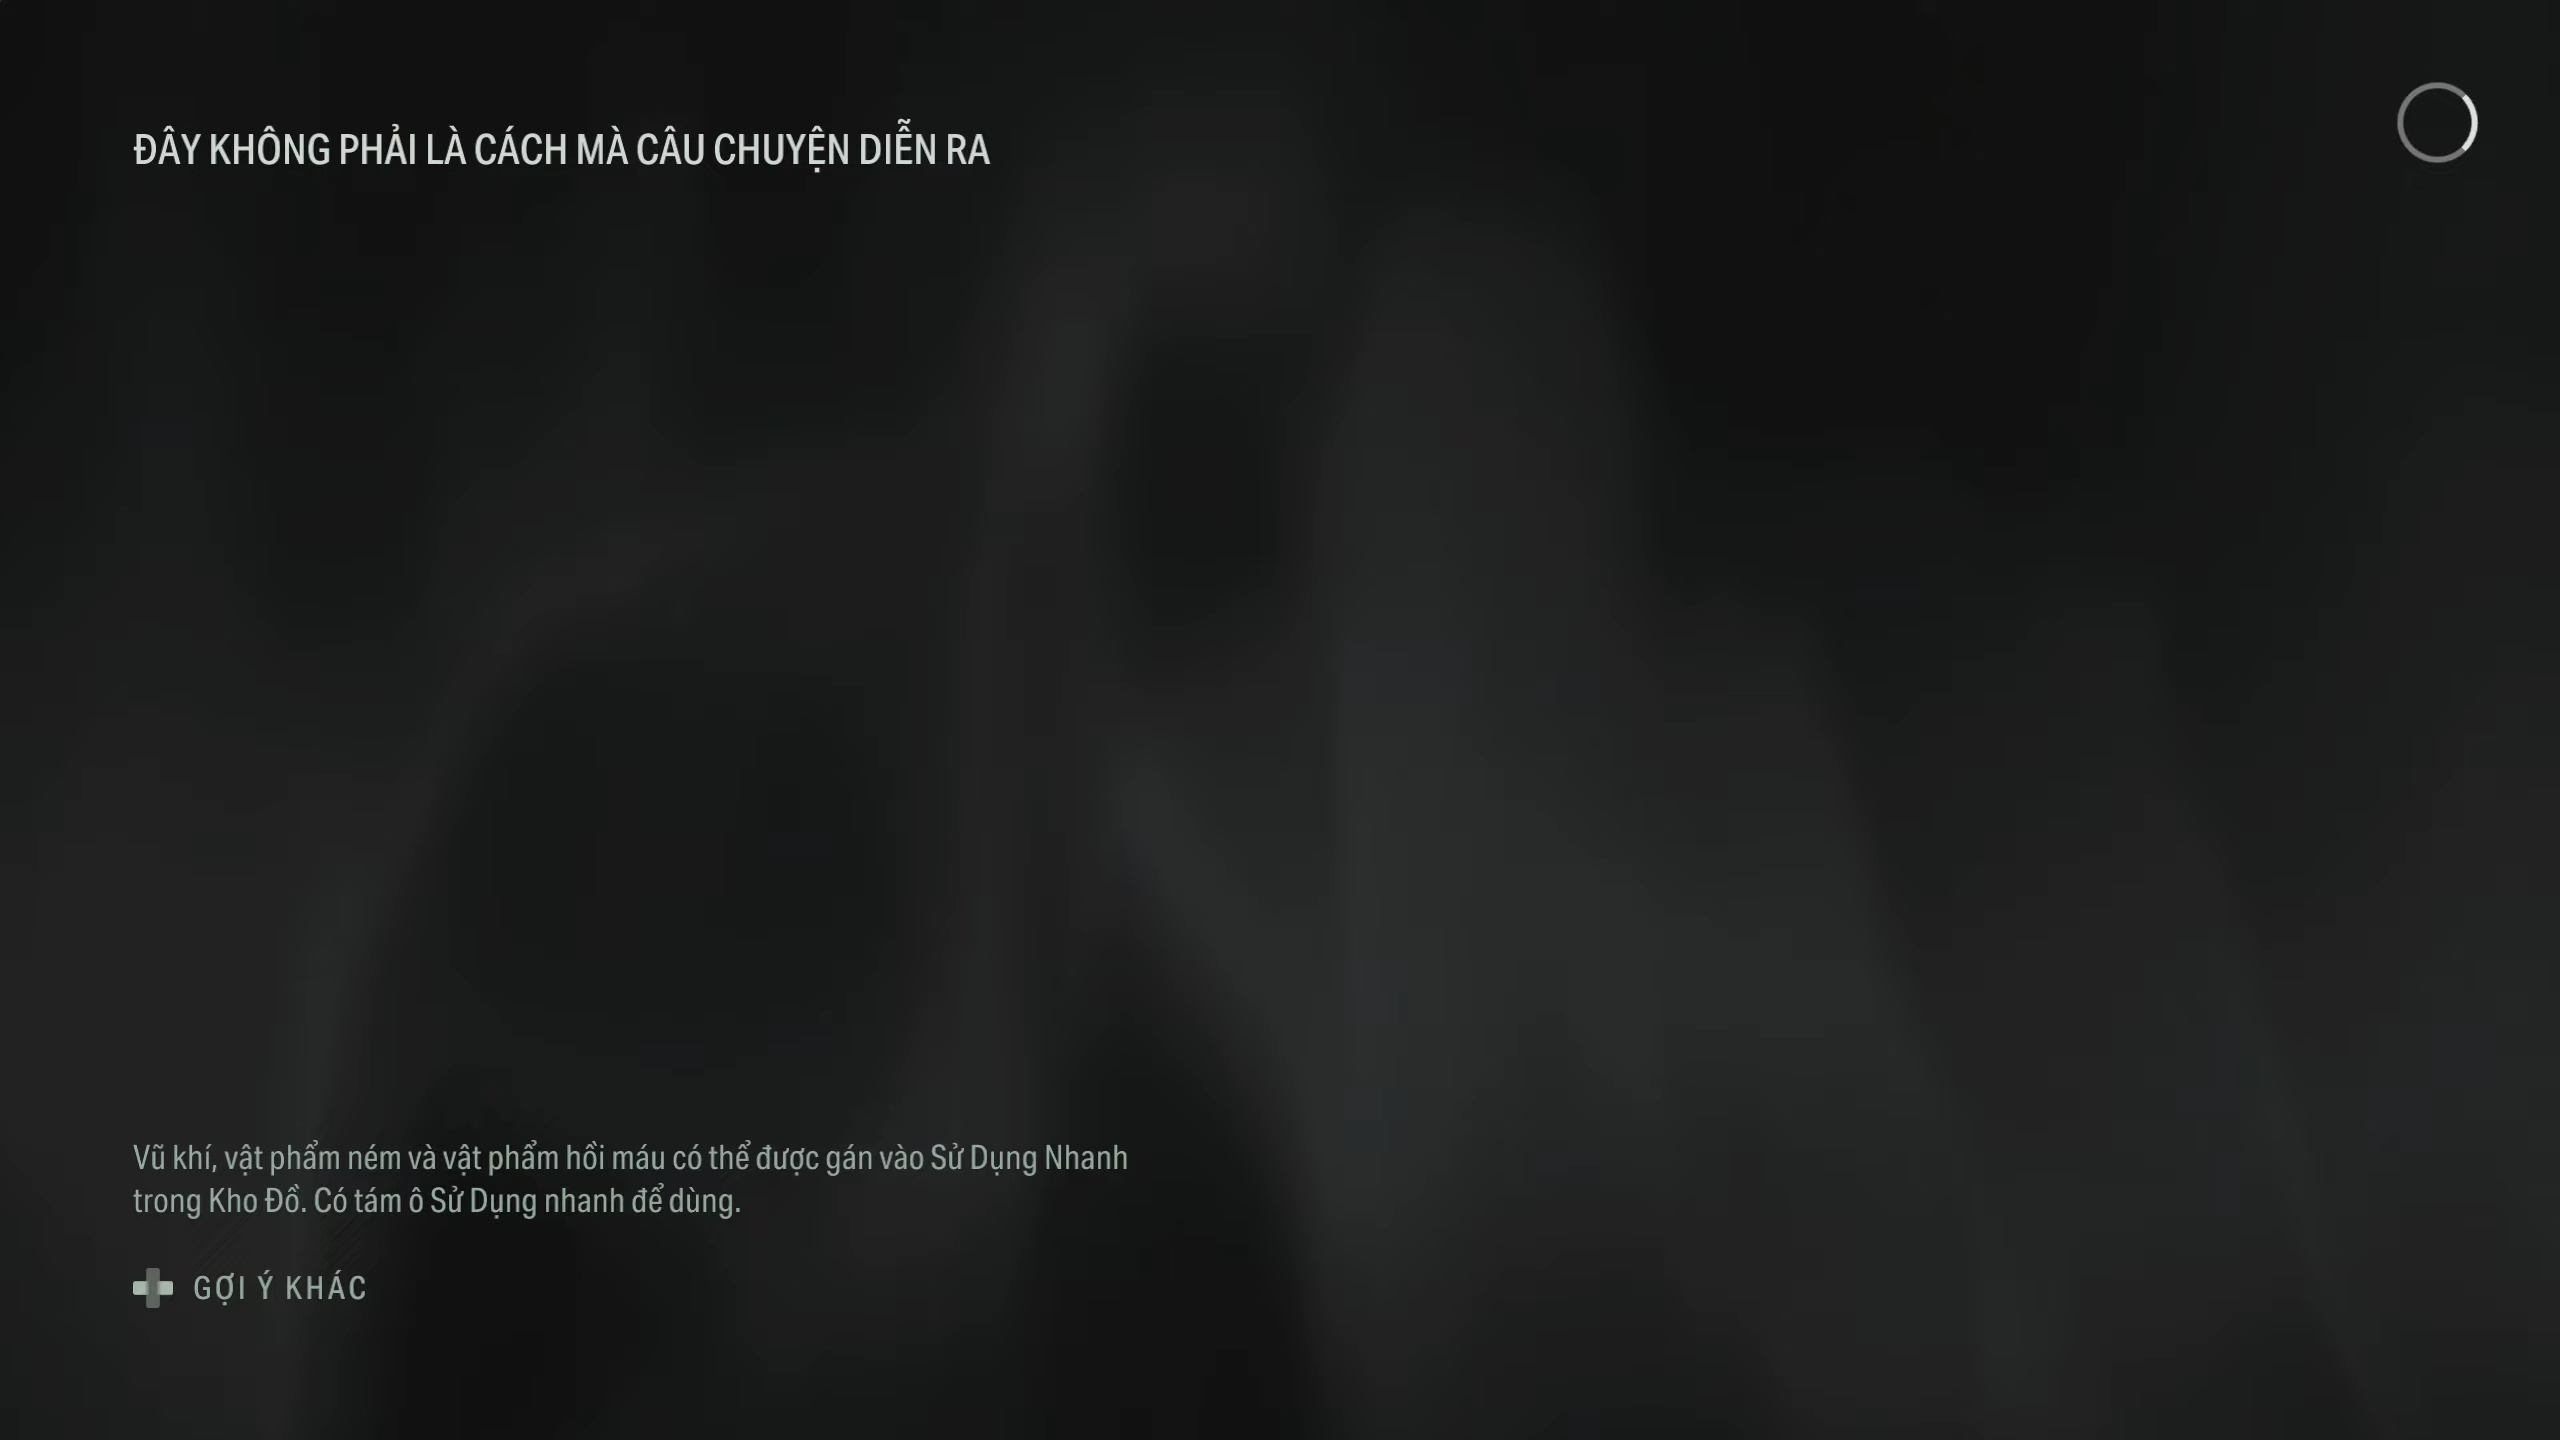 ĐÂY KHÔNG PHẢI LÀ CÁCH MÀ CÂU CHUYỆN DIỄN RA
Vũ khí, vật phẩm ném và vật phẩm hồi máu có thể được gán vào Sử Dụng Nhanh
trong Kho Đồ. Có tám ô Sử Dụng nhanh để dùng.
GỢI Ý KHÁC